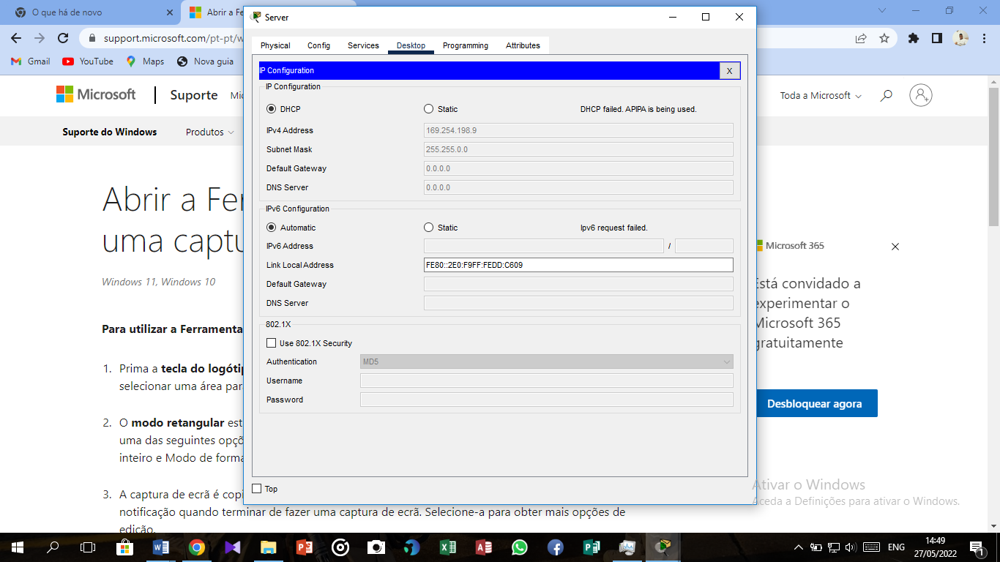 O que há de novo
Abrir a Fe
support.microsoft.com/pt-pt/w
Gmail
YouTube
Maps
Nova guia
Microsoft
Suporte
Mic
Toda a Microsoft
Suporte do Windows
Produtos
Abrir a Fer
uma captu
Windows 11, Windows 10
Para utilizar a Ferramenta
1. Prima a tecla do logótip
selecionar uma área par
2. O modo retangular est
uma das seguintes opçõ
inteiro e Modo de forma
3. A captura de ecrã é copi
notificação quando terminar de fazer uma captura de ecrã. Selecione-a para obter mais opções de
edição.
Server
Physical
Config
Services
Desktop
Programming
Attributes
IP Configuration
X
IP Configuration
DHCP
Static
DHCP failed. APIPA is being used.
IPv4 Address
169.254.198.9
Subnet Mask
255.255.0.0
Default Gateway
0.0.0.0
DNS Server
0.0.0.0
IPv6 Configuration
Automatic
Static
Ipv6 request failed.
IPv6 Address
/
Link Local Address
FE80::2E0:F9FF:FEDD:C609
Default Gateway
DNS Server
802.1X
Use 802.1X Security
Authentication
MD5
Username
Password
Top
Microsoft 365
Está convidado a
experimentar o
Microsoft 365
gratuitamente
Desbloquear agora
Ativar o Windows
Aceda a Definições para ativar o Windows.
ENG
14:49
27/05/2022
1